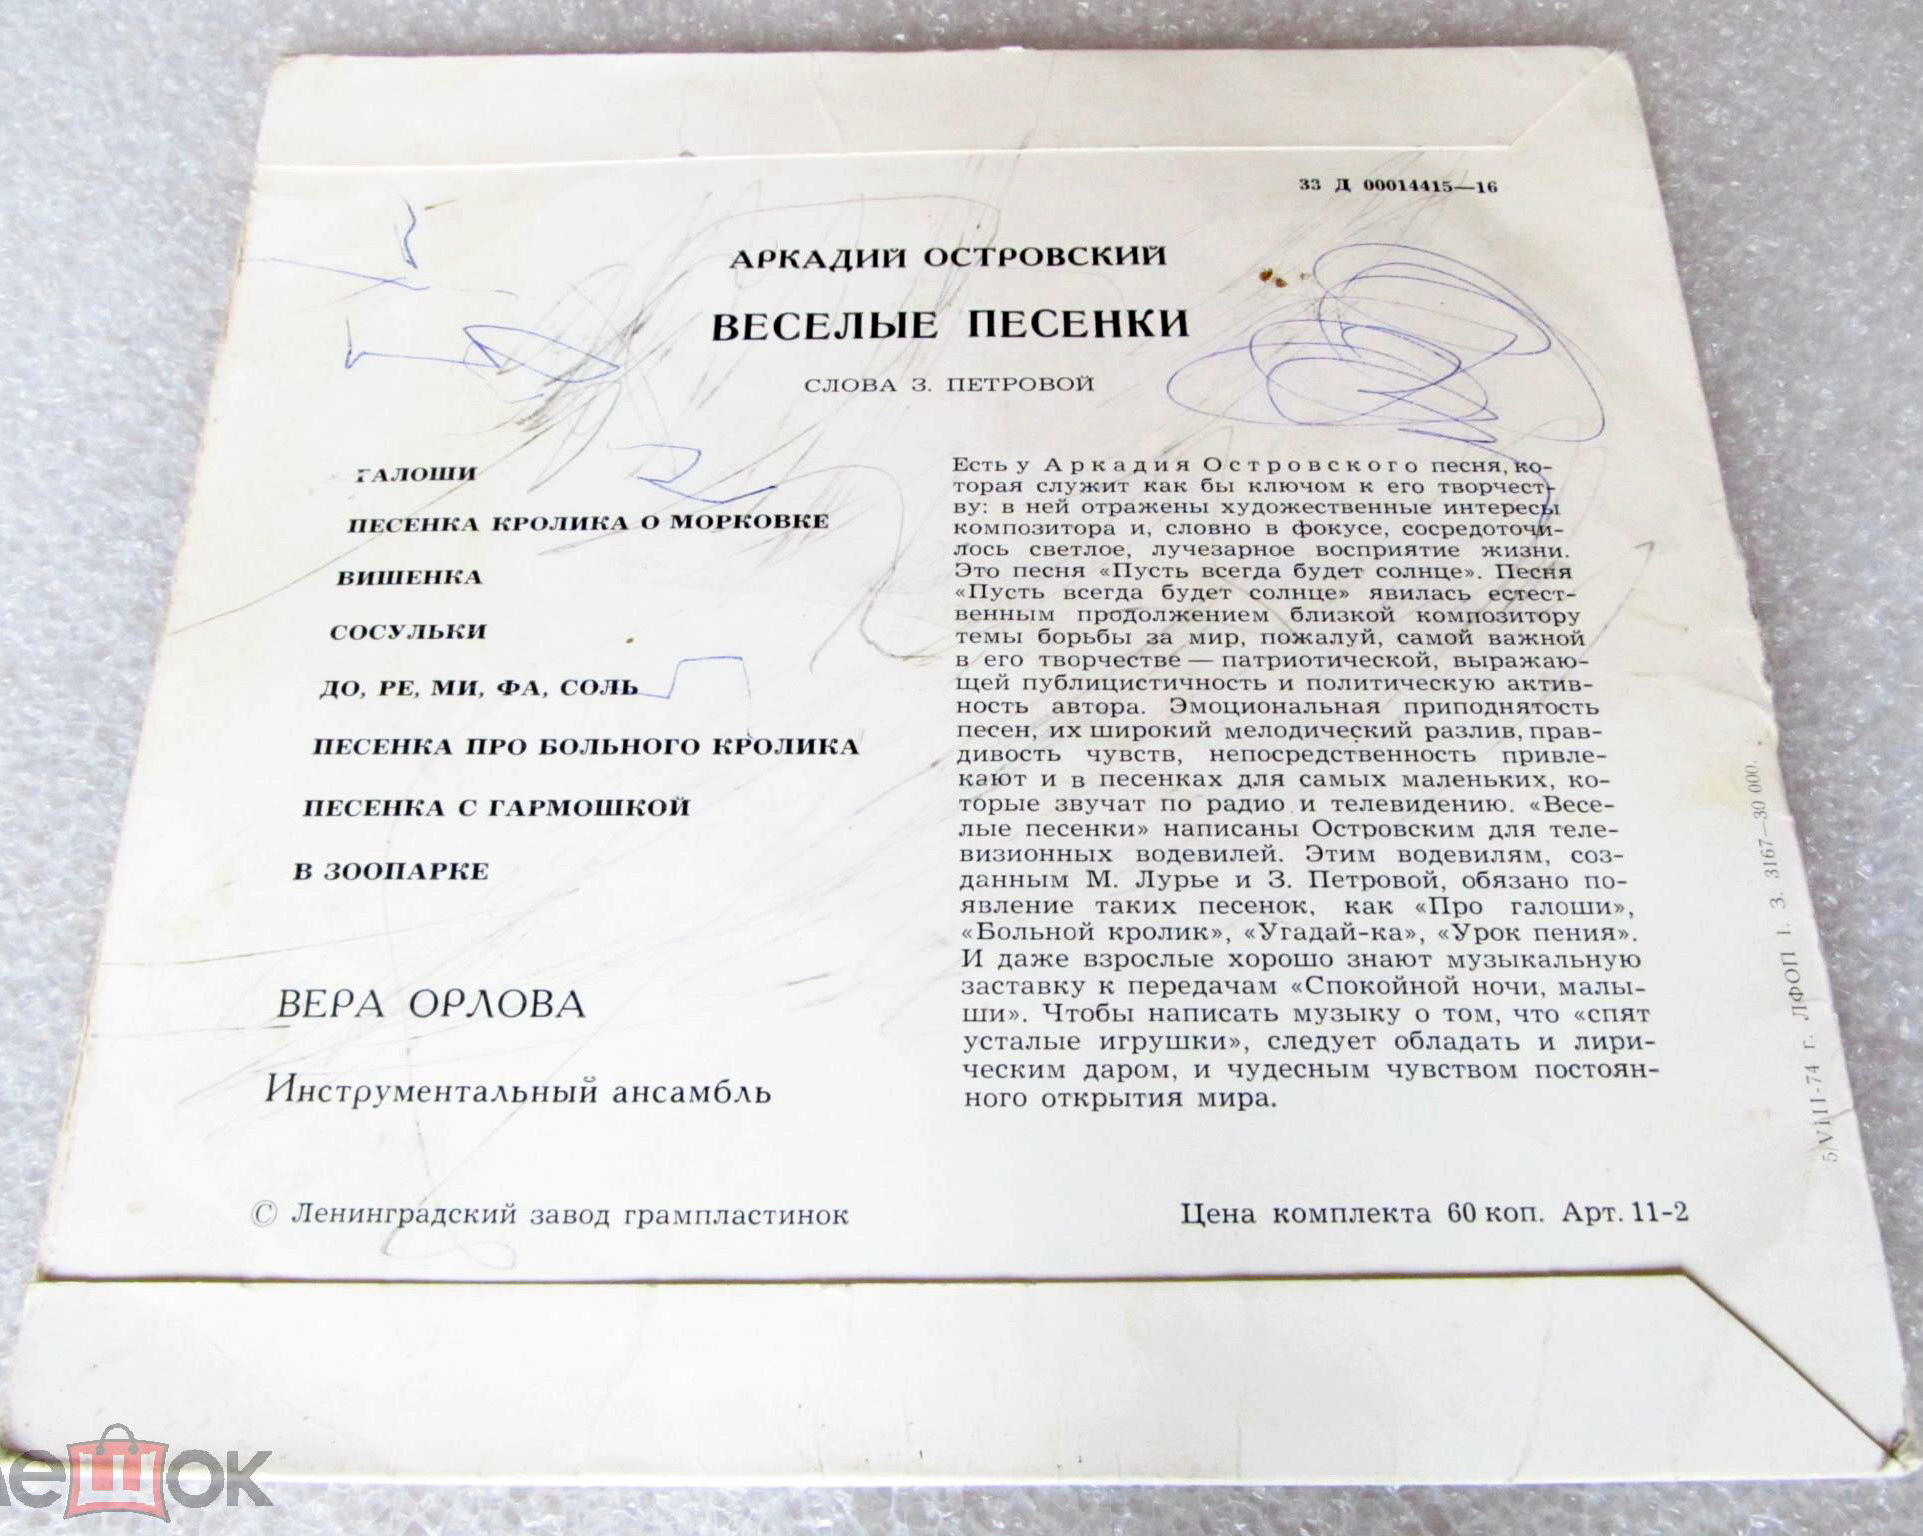 33 Д 00014415—16
АРКАДИЙ ОСТРОВСКИЙ
ВЕСЕЛЫЕ ПЕСЕНКИ
СЛОВА З. ПЕТРОВОЙ
ГАЛОШИ
ПЕСЕНКА КРОЛИКА О МОРКОВКЕ
ВИШЕНКА
СОСУЛЬКИ
ДО, РЕ, МИ, ФА, СОЛЬ
ПЕСЕНКА ПРО БОЛЬНОГО КРОЛИКА
ПЕСЕНКА С ГАРМОШКОЙ
В ЗООПАРКЕ
ВЕРА ОРЛОВА
Инструментальный ансамбль
Есть у Аркадия Островского песня, ко-
торая служит как бы ключом к его творчест-
ву: в ней отражены художественные интересы
композитора и, словно в фокусе, сосредоточи-
лось светлое, лучезарное восприятие жизни.
Это песня «Пусть всегда будет солнце». Песня
«Пусть всегда будет солнце» явилась естест-
венным продолжением близкой композитору
темы борьбы за мир, пожалуй, самой важной
в его творчестве — патриотической, выражаю-
щей публицистичность и политическую актив-
ность автора. Эмоциональная приподнятость
песен, их широкий мелодический разлив, прав-
дивость чувств, непосредственность привле-
кают и в песенках для самых маленьких, ко-
торые звучат по радио и телевидению. «Весе-
лые песенки» написаны Островским для теле-
визионных водевилей. Этим водевилям, соз-
данным М. Лурье и З. Петровой, обязано по-
явление таких песенок, как «Про галоши»,
«Больной кролик», «Угадай-ка», «Урок пения».
И даже взрослые хорошо знают музыкальную
заставку к передачам «Спокойной ночи, малы-
ши». Чтобы написать музыку о том, что «спят
усталые игрушки», следует обладать и лири-
ческим даром, и чудесным чувством постоян-
ного открытия мира.
5/VIII-74 г. ЛФОП 1. З. 3167—30 000.
© Ленинградский завод грампластинок
Цена комплекта 60 коп. Арт. 11-2
ешок